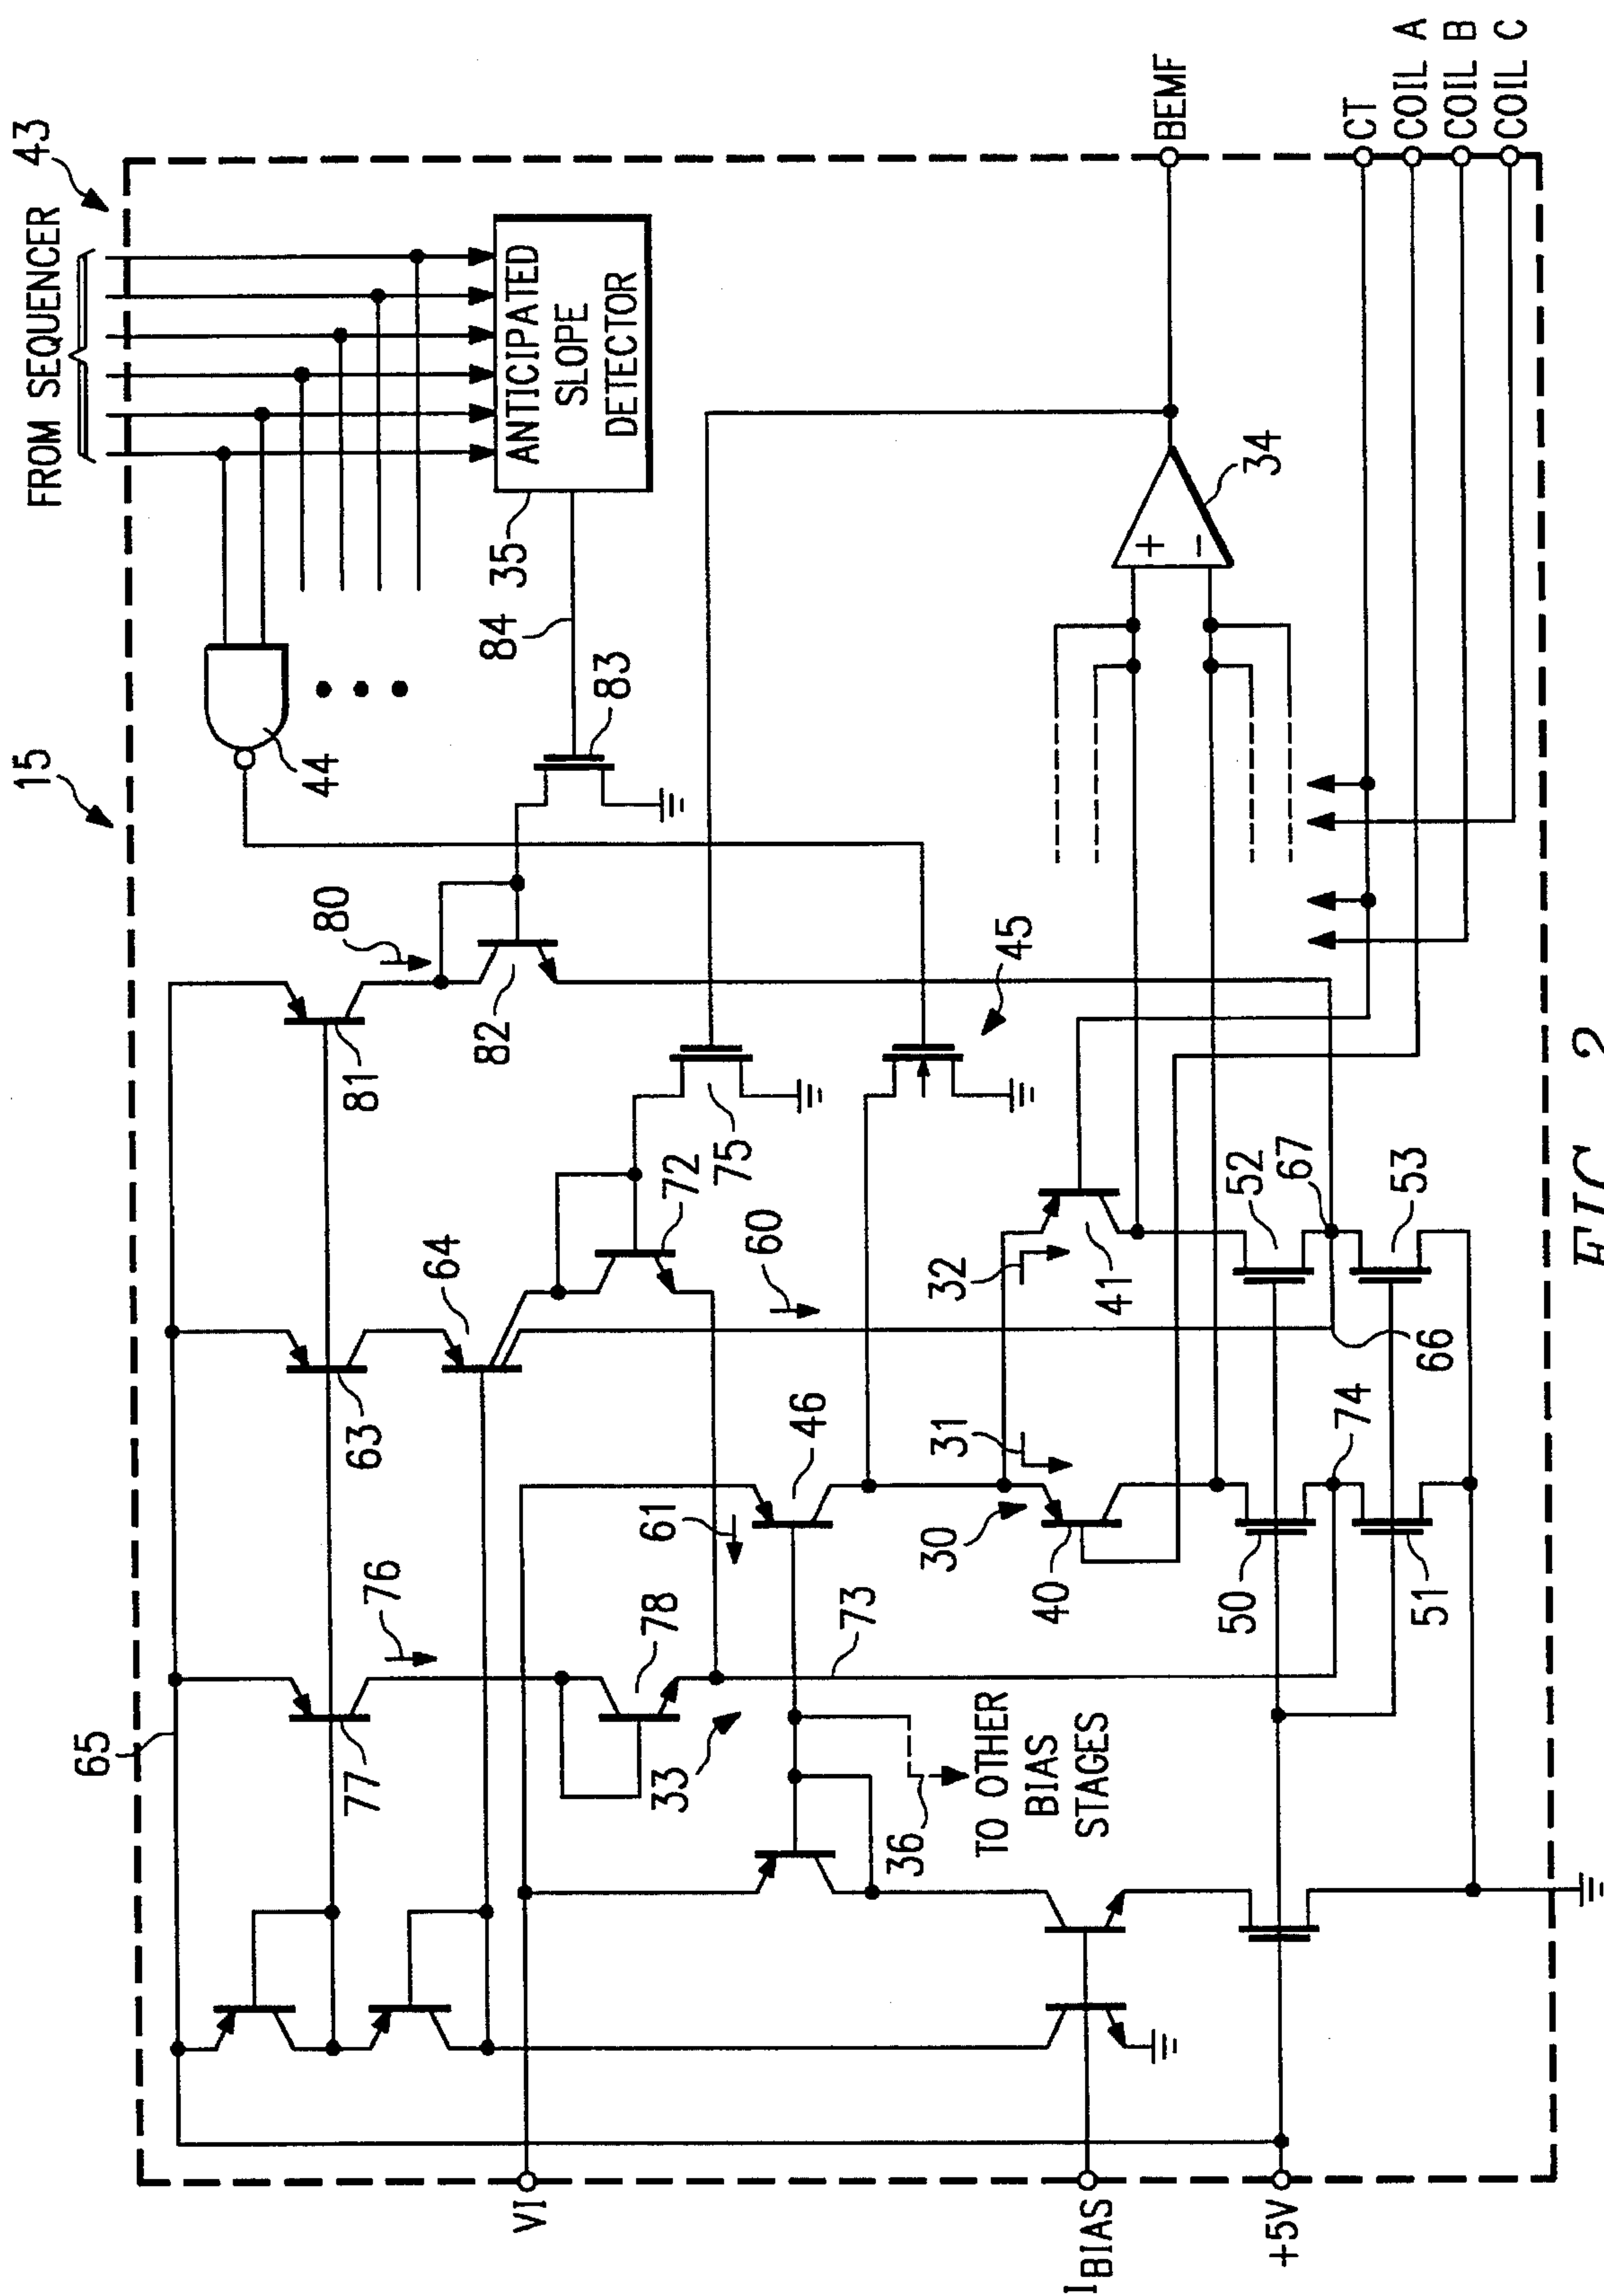 15
43
FROM SEQUENCER
44
ANTICIPATED
SLOPE
DETECTOR
35
84
83
80
81
82
65
76
77
78
33
63
64
72
75
60
61
46
45
73
36
TO OTHER
BIAS
STAGES
30
31
32
40
41
+
-
34
50
51
52
53
66
67
74
VI
IBIAS
+5V
BEMF
CT
COIL A
COIL B
COIL C
FIG. 2